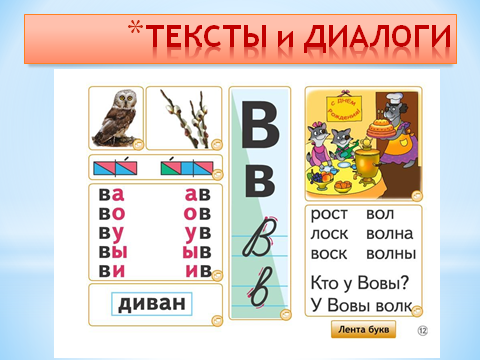 *ТЕКСТЫ и ДИАЛОГИ
ва ав
во ов
ву ув
вы ыв
ви ив
диван
В
в
В
в
С ДНЁМ
РОЖДЕНИЯ!
рост вол
лоск волна
воск волны
Кто у Вовы?
У Вовы волк.
Лента букв
12